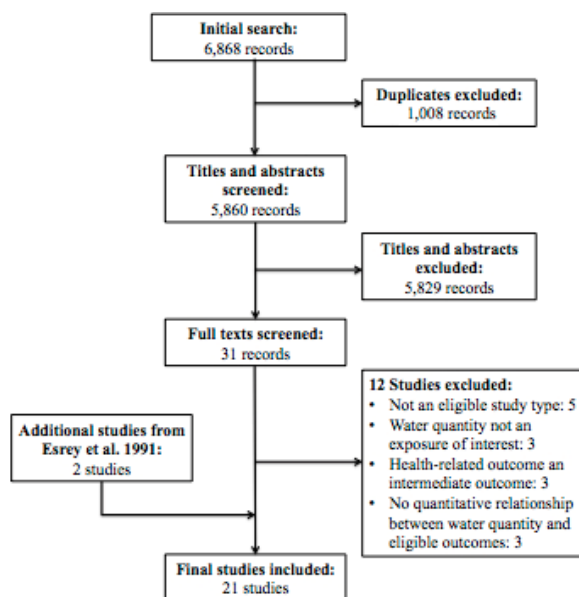 Initial search:
6,868 records
Duplicates excluded:
1,008 records
Titles and abstracts
screened:
5,860 records
Titles and abstracts
excluded:
5,829 records
Full texts screened:
31 records
12 Studies excluded:
• Not an eligible study type: 5
• Water quantity not an
exposure of interest: 3
• Health-related outcome an
intermediate outcome: 3
• No quantitative relationship
between water quantity and
eligible outcomes: 3
Additional studies from
Esrey et al. 1991:
2 studies
Final studies included:
21 studies